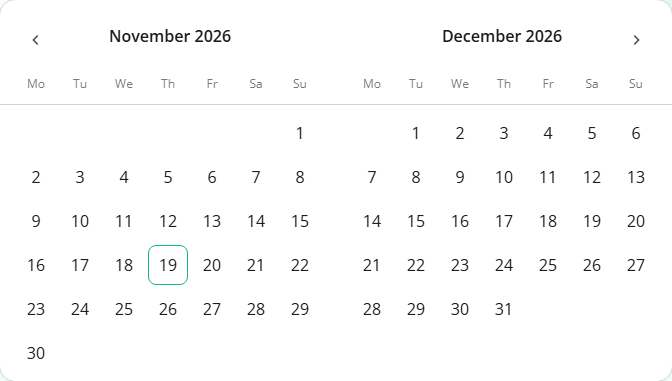 November 2026
Mo Tu We Th Fr Sa Su
1
2 3 4 5 6 7 8
9 10 11 12 13 14 15
16 17 18 19 20 21 22
23 24 25 26 27 28 29
30
December 2026
Mo Tu We Th Fr Sa Su
1 2 3 4 5 6
7 8 9 10 11 12 13
14 15 16 17 18 19 20
21 22 23 24 25 26 27
28 29 30 31